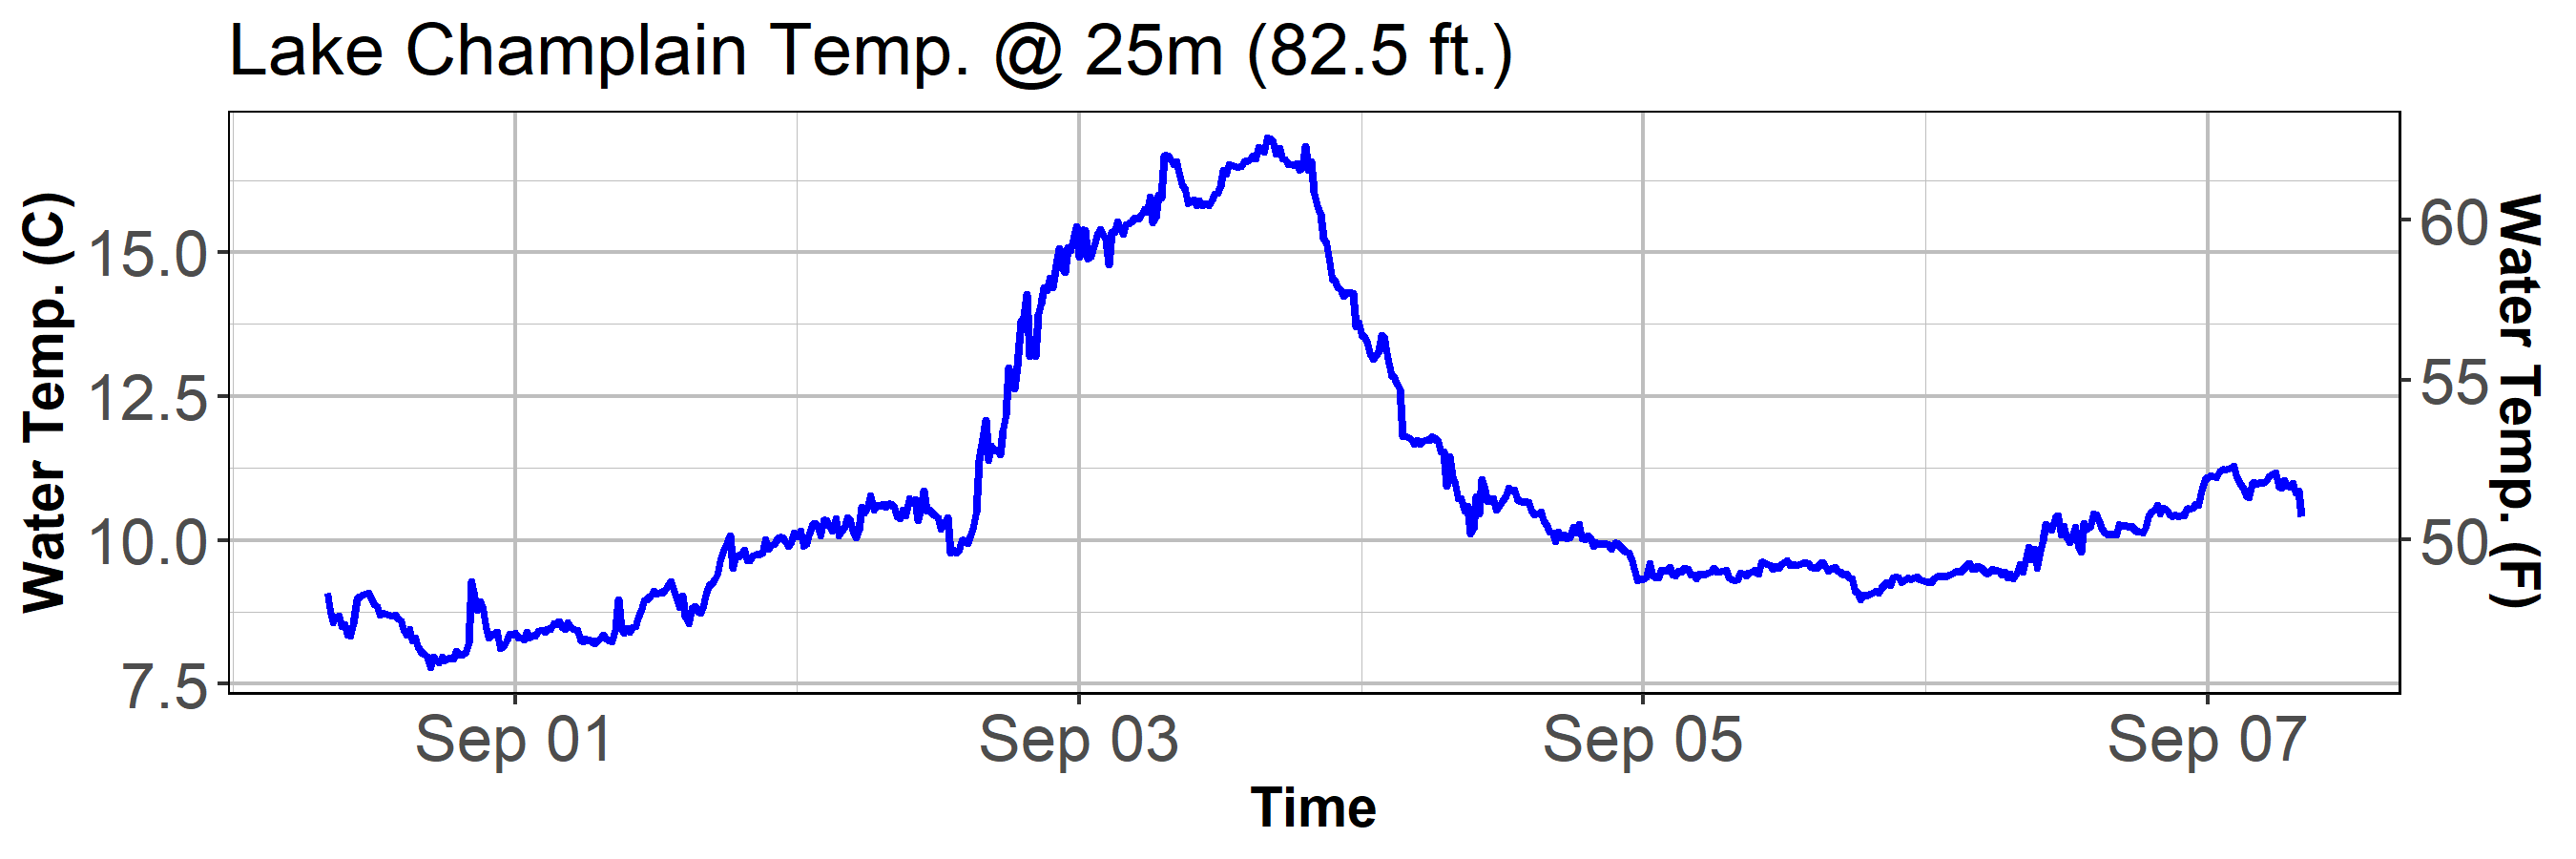 Lake Champlain Temp. @ 25m (82.5 ft.)
Water Temp. (C)
15.0
12.5
10.0
7.5
60
55
50
Water Temp. (F)
Sep 01 Sep 03 Sep 05 Sep 07
Time